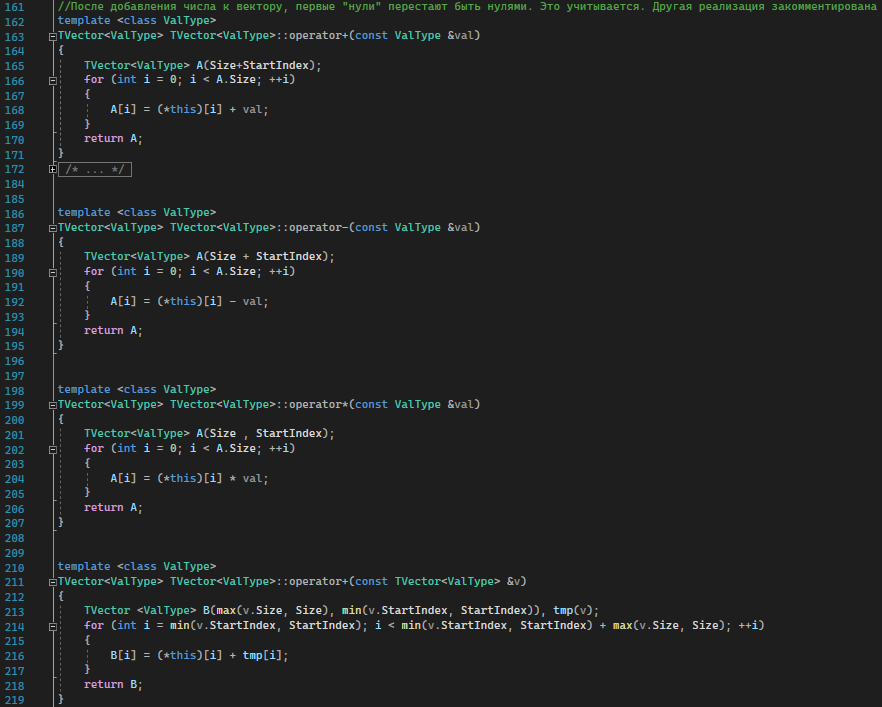 161 //После добавления числа к вектору, первые "нули" перестают быть нулями. Это учитывается. Другая реализация закомментирована
162 template <class ValType>
163 TVector<ValType> TVector<ValType>::operator+(const ValType &val)
164 {
165 TVector<ValType> A(Size+StartIndex);
166 for (int i = 0; i < A.Size; ++i)
167 {
168 A[i] = (*this)[i] + val;
169 }
170 return A;
171 }
172 /* ... */
184
185
186 template <class ValType>
187 TVector<ValType> TVector<ValType>::operator-(const ValType &val)
188 {
189 TVector<ValType> A(Size + StartIndex);
190 for (int i = 0; i < A.Size; ++i)
191 {
192 A[i] = (*this)[i] - val;
193 }
194 return A;
195 }
196
197
198 template <class ValType>
199 TVector<ValType> TVector<ValType>::operator*(const ValType &val)
200 {
201 TVector<ValType> A(Size , StartIndex);
202 for (int i = 0; i < A.Size; ++i)
203 {
204 A[i] = (*this)[i] * val;
205 }
206 return A;
207 }
208
209
210 template <class ValType>
211 TVector<ValType> TVector<ValType>::operator+(const TVector<ValType> &v)
212 {
213 TVector <ValType> B(max(v.Size, Size), min(v.StartIndex, StartIndex)), tmp(v);
214 for (int i = min(v.StartIndex, StartIndex); i < min(v.StartIndex, StartIndex) + max(v.Size, Size); ++i)
215 {
216 B[i] = (*this)[i] + tmp[i];
217 }
218 return B;
219 }